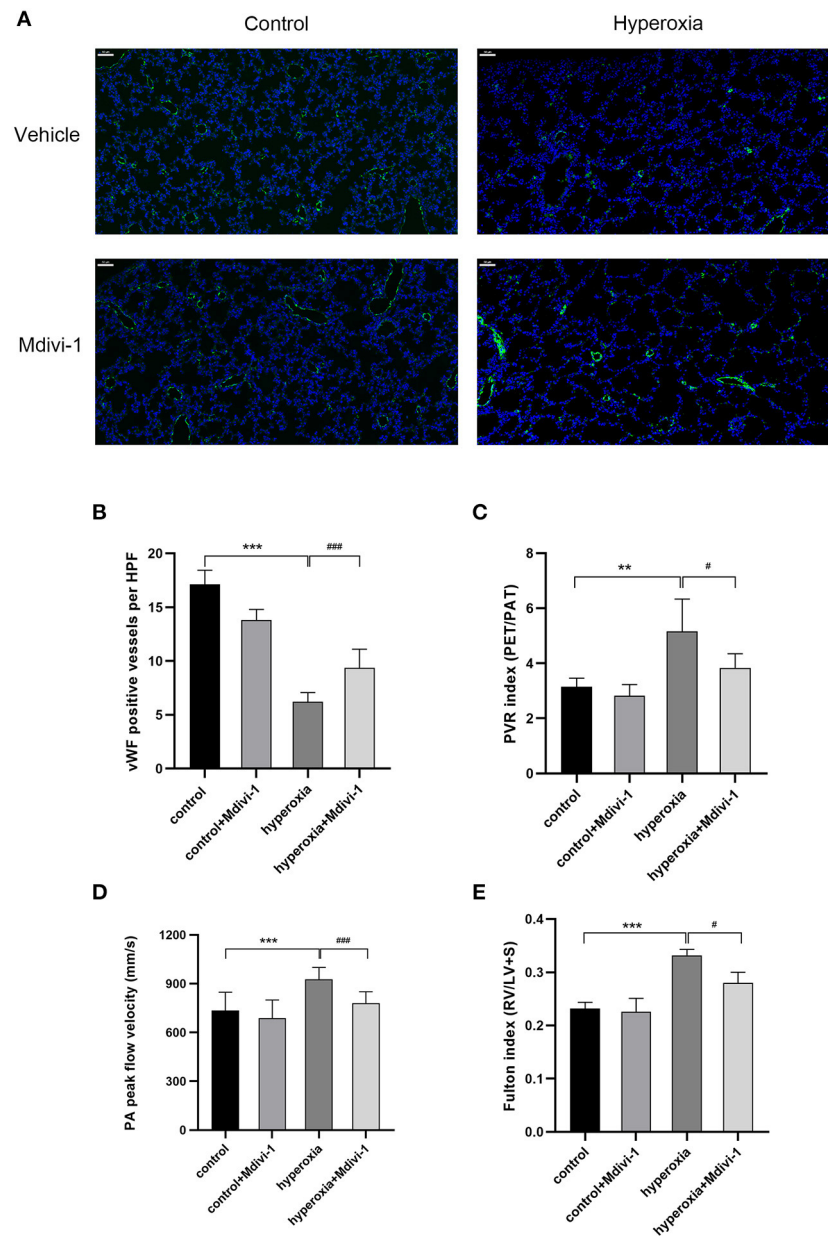 A
Control
Hyperoxia
Vehicle
Mdivi-1
B
vWF positive vessels per HPF
20
15
10
5
0
***
###
control
control+Mdivi-1
hyperoxia
hyperoxia+Mdivi-1
C
PVR index (PET/PAT)
8
6
4
2
0
**
#
control
control+Mdivi-1
hyperoxia
hyperoxia+Mdivi-1
D
PA peak flow velocity (mm/s)
1200
900
600
300
0
***
###
control
control+Mdivi-1
hyperoxia
hyperoxia+Mdivi-1
E
Fulton index (RV/LV+S)
0.4
0.3
0.2
0.1
0.0
***
#
control
control+Mdivi-1
hyperoxia
hyperoxia+Mdivi-1